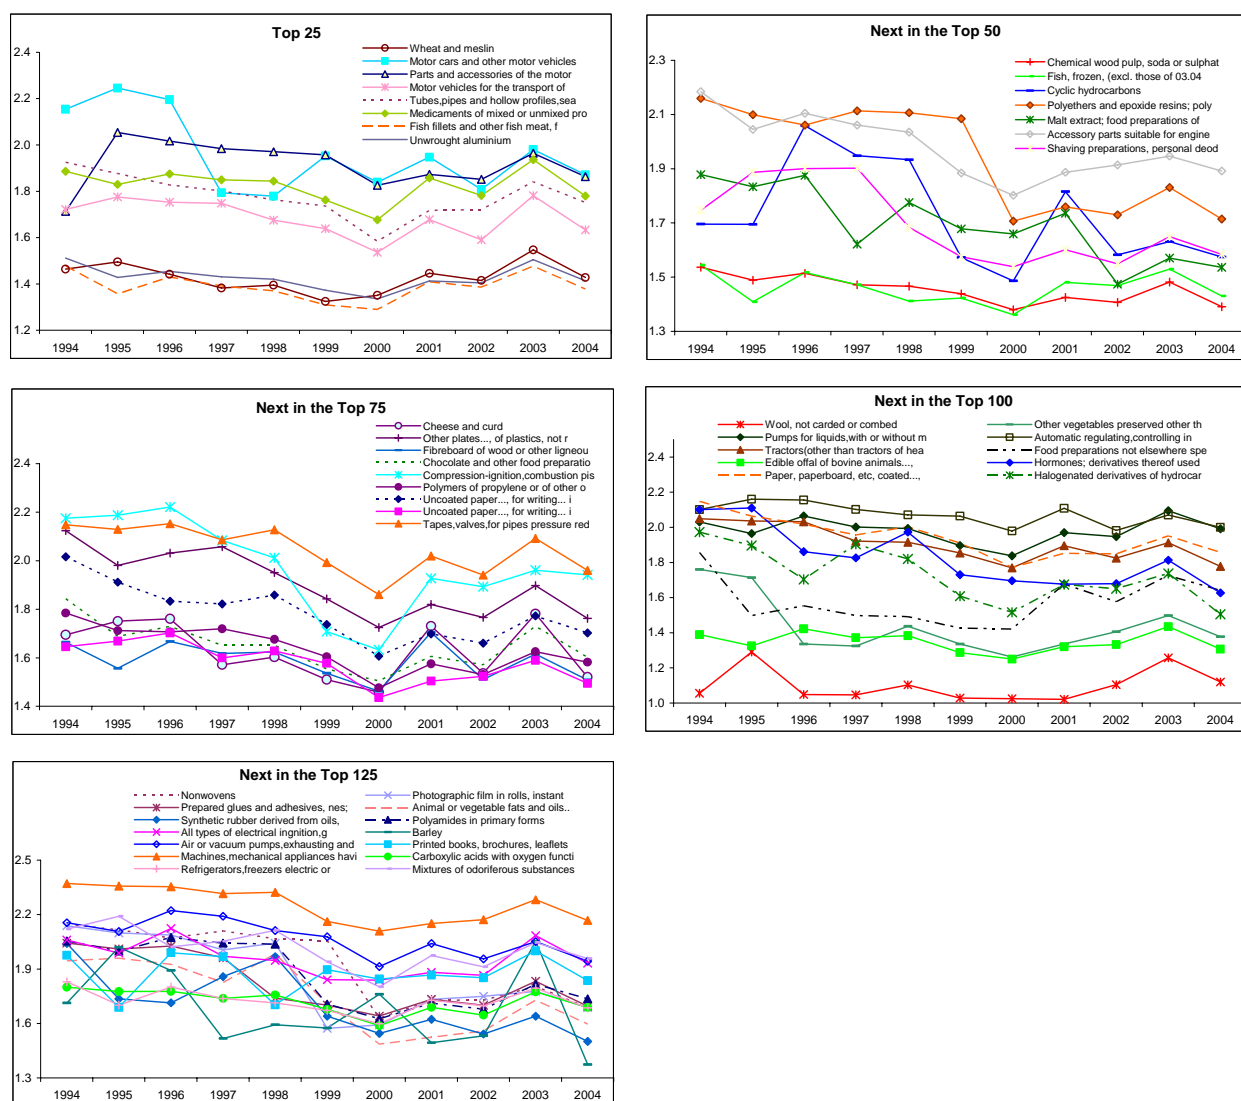 Top 25
2.4
2.2
2.0
1.8
1.6
1.4
1.2
Wheat and meslin
Motor cars and other motor vehicles
Parts and accessories of the motor
Motor vehicles for the transport of
Tubes,pipes and hollow profiles,sea
Medicaments of mixed or unmixed pro
Fish fillets and other fish meat, f
Unwrought aluminium
1994 1995 1996 1997 1998 1999 2000 2001 2002 2003 2004
Next in the Top 50
2.3
2.1
1.9
1.7
1.5
1.3
Chemical wood pulp, soda or sulphat
Fish, frozen, (excl. those of 03.04
Cyclic hydrocarbons
Polyethers and epoxide resins; poly
Malt extract; food preparations of
Accessory parts suitable for engine
Shaving preparations, personal deod
1994 1995 1996 1997 1998 1999 2000 2001 2002 2003 2004
Next in the Top 75
2.4
2.2
2.0
1.8
1.6
1.4
Cheese and curd
Other plates..., of plastics, not r
Fibreboard of wood or other ligneou
Chocolate and other food preparatio
Compression-ignition,combustion pis
Polymers of propylene or of other o
Uncoated paper..., for writing... i
Uncoated paper..., for writing... i
Tapes,valves,for pipes pressure red
1994 1995 1996 1997 1998 1999 2000 2001 2002 2003 2004
Next in the Top 100
2.4
2.2
2.0
1.8
1.6
1.4
1.2
1.0
Wool, not carded or combed
Pumps for liquids,with or without m
Tractors(other than tractors of hea
Edible offal of bovine animals...,
Paper, paperboard, etc, coated...,
Other vegetables preserved other th
Automatic regulating,controlling in
Food preparations not elsewhere spe
Hormones; derivatives thereof used
Halogenated derivatives of hydrocar
1994 1995 1996 1997 1998 1999 2000 2001 2002 2003 2004
Next in the Top 125
2.5
2.3
2.1
1.9
1.7
1.5
1.3
Nonwovens
Prepared glues and adhesives, nes;
Synthetic rubber derived from oils,
All types of electrical ingnition,g
Air or vacuum pumps,exhausting and
Machines,mechanical appliances havi
Refrigerators,freezers electric or
Photographic film in rolls, instant
Animal or vegetable fats and oils..
Polyamides in primary forms
Barley
Printed books, brochures, leaflets
Carboxylic acids with oxygen functi
Mixtures of odoriferous substances
1994 1995 1996 1997 1998 1999 2000 2001 2002 2003 2004